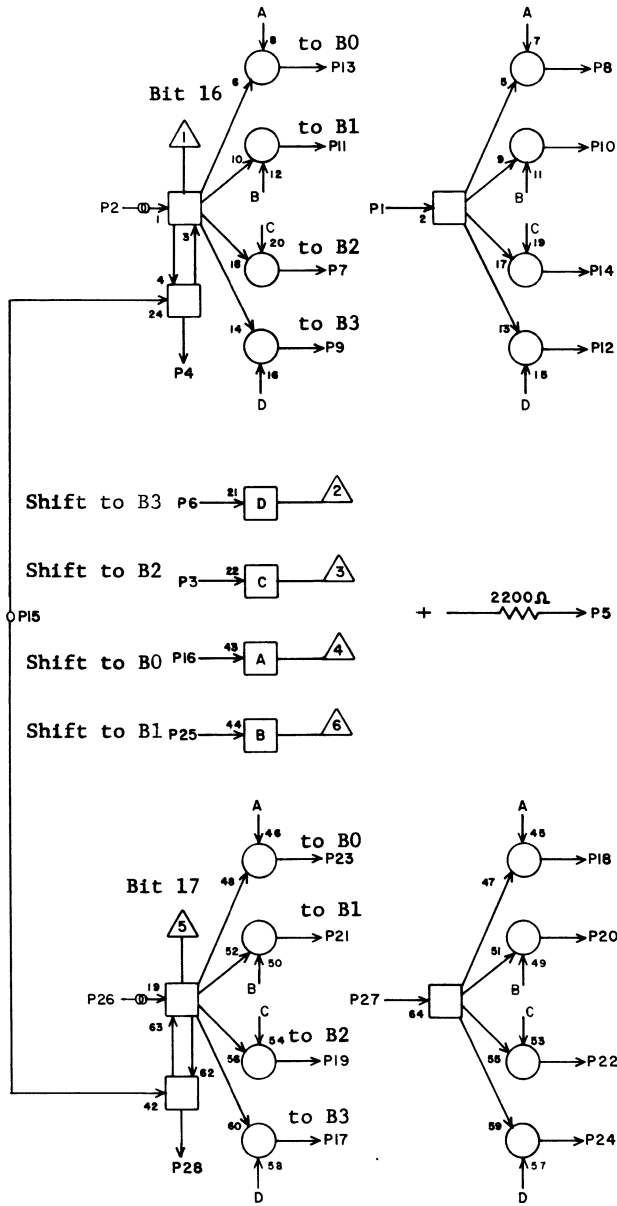 A
A
8
to B0
7
P13
P8
6
5
Bit 16
to B1
1
P11
P10
10
9
12
11
P2
B
P1
B
1
2
C
C
3
20
to B2
19
18
17
4
P7
P14
24
to B3
14
13
P9
P12
P4
16
15
D
D
Shift to B3 P6 21 D 2
Shift to B2 P3 22 C 3
2200Ω
+ P5
P15
Shift to B0 P16 43 A 4
Shift to B1 P25 44 B 6
A
A
46
to B0
45
P23
P18
48
47
Bit 17
to B1
5
P21
P20
52
51
50
49
P26
19
B
P27
B
63
64
C
C
54
to B2
53
62
56
55
P19
P22
42
to B3
60
59
P17
P24
P28
58
57
D
D